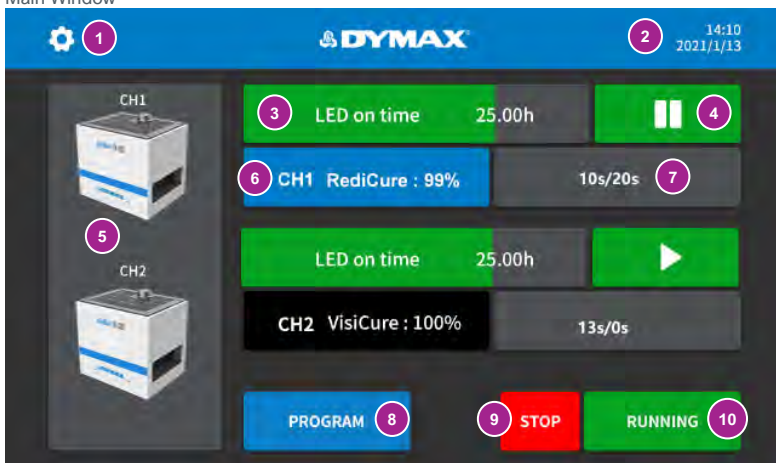 Main Window
1
DYMAX
2
14:10
2021/1/13
CH1
3 LED on time 25.00h
4
6 CH1 RediCure : 99%
10s/20s 7
5
CH2
LED on time 25.00h
CH2 VisiCure : 100%
13s/0s
PROGRAM 8
9 STOP
RUNNING 10